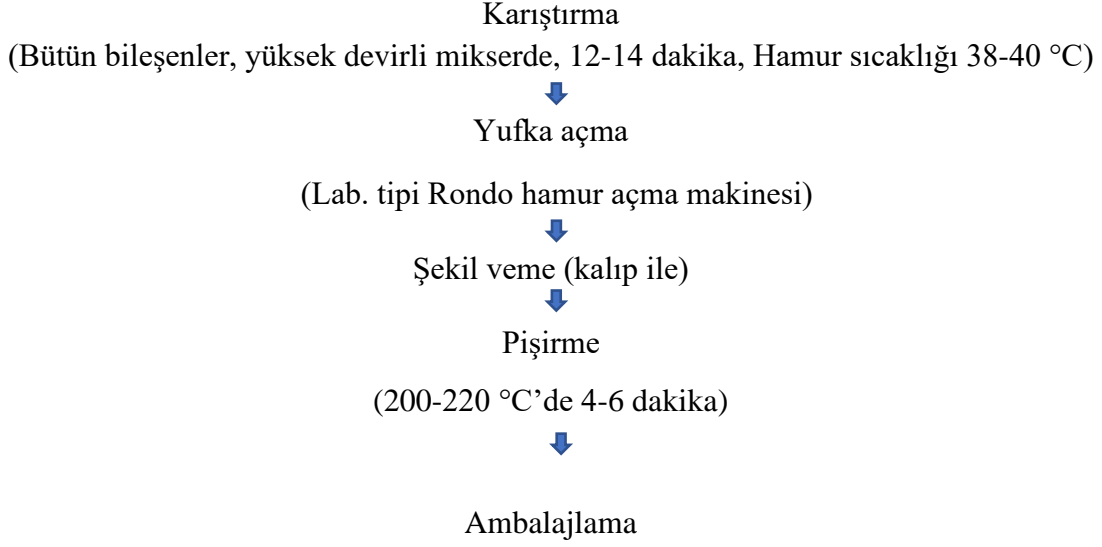 Karıştırma
(Bütün bileşenler, yüksek devirli mikserde, 12-14 dakika, Hamur sıcaklığı 38-40 °C)
Yufka açma
(Lab. tipi Rondo hamur açma makinesi)
Şekil veme (kalıp ile)
Pişirme
(200-220 °C’de 4-6 dakika)
Ambalajlama